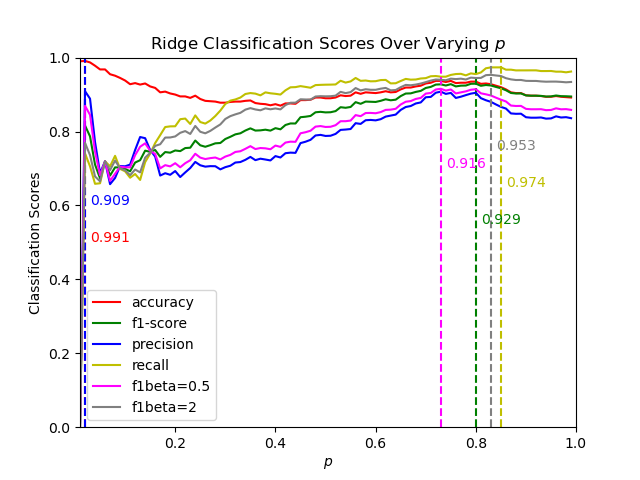 Ridge Classification Scores Over Varying p
Classification Scores
1.0
0.8
0.6
0.4
0.2
0.0
0.953
0.916
0.974
0.909
0.929
0.991
accuracy
f1-score
precision
recall
f1beta=0.5
f1beta=2
0.2 0.4 0.6 0.8 1.0
p